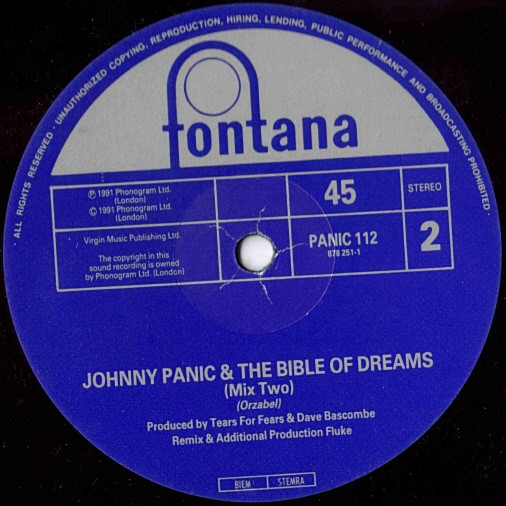 ALL RIGHTS RESERVED · UNAUTHORIZED COPYING, REPRODUCTION, HIRING, LENDING, PUBLIC PERFORMANCE AND BROADCASTING PROHIBITED·
fontana
℗ 1991 Phonogram Ltd.
(London)
© 1991 Phonogram Ltd.
(London)
45
STEREO
Virgin Music Publishing Ltd.
The copyright in this
sound recording is owned
by Phonogram Ltd. (London)
PANIC 112
878 251-1
2
JOHNNY PANIC & THE BIBLE OF DREAMS
(Mix Two)
(Orzabel)
Produced by Tears For Fears & Dave Bascombe
Remix & Additional Production Fluke
BIEM STEMRA